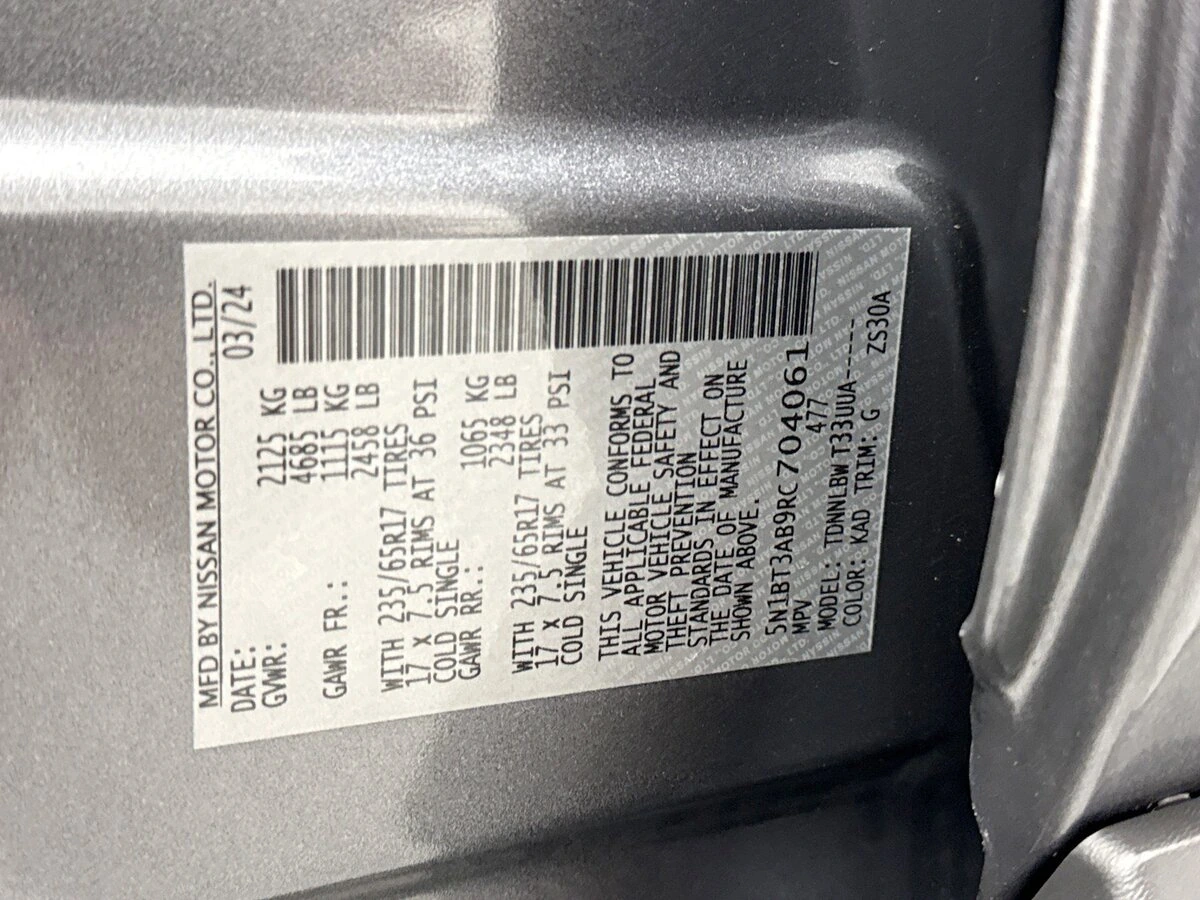 MFD BY NISSAN MOTOR CO., LTD.
DATE: 03/24
GVWR: 2125 KG
4685 LB
GAWR FR.: 1115 KG
2458 LB
WITH 235/65R17 TIRES
17 X 7.5 RIMS AT 36 PSI
COLD SINGLE
GAWR RR.: 1065 KG
2348 LB
WITH 235/65R17 TIRES
17 X 7.5 RIMS AT 33 PSI
COLD SINGLE
THIS VEHICLE CONFORMS TO
ALL APPLICABLE FEDERAL
MOTOR VEHICLE SAFETY AND
THEFT PREVENTION
STANDARDS IN EFFECT ON
THE DATE OF MANUFACTURE
SHOWN ABOVE.
5N1BT3AB9RC704061
MPV 477
MODEL: TDNNLBWT33UUA-----
COLOR: KAD TRIM: G ZS30A